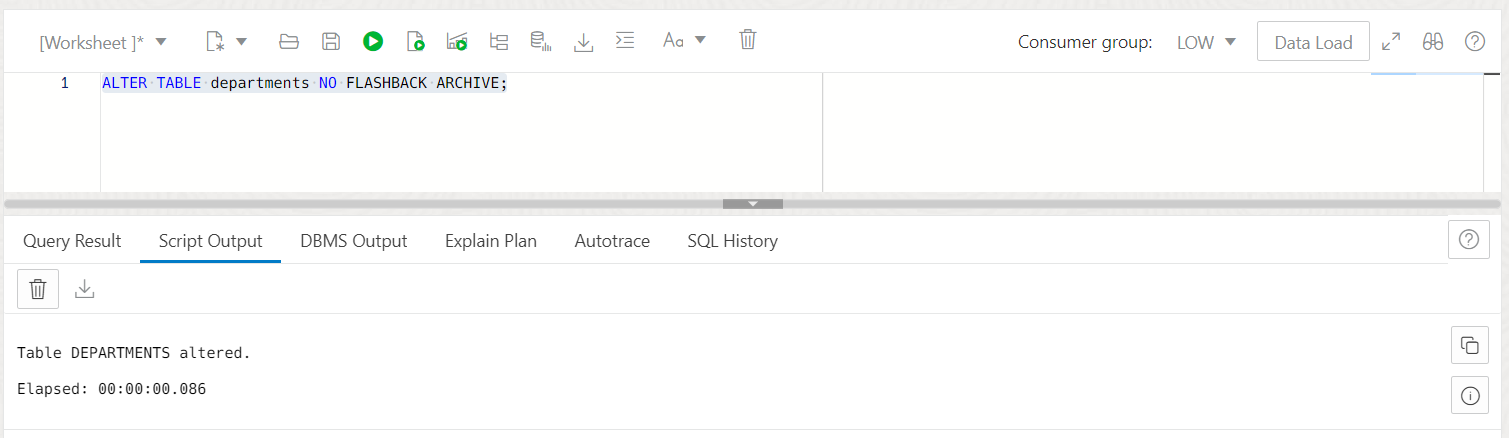 [Worksheet ]* Aa Consumer group: LOW Data Load
1 ALTER TABLE departments NO FLASHBACK ARCHIVE;
Query Result Script Output DBMS Output Explain Plan Autotrace SQL History
Table DEPARTMENTS altered.
Elapsed: 00:00:00.086